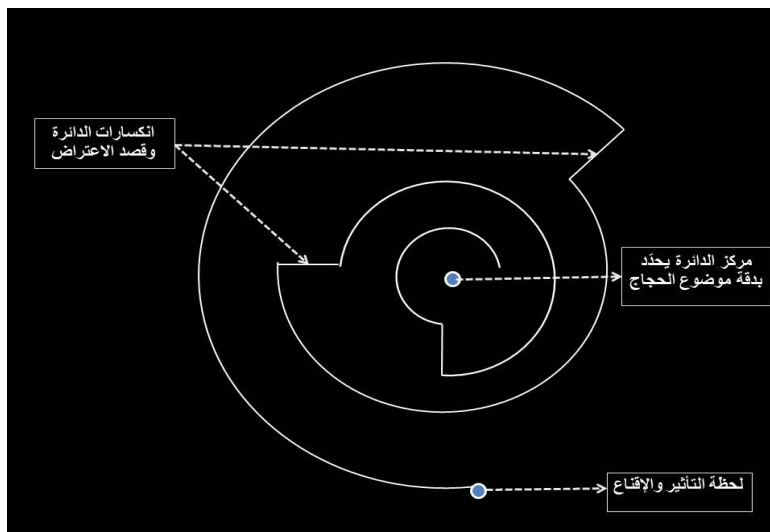 انكسارات الدائرة
وقصد الاعتراض
مركز الدائرة يحدّد
بدقة موضوع الحجاج
لحظة التأثير والإقناع